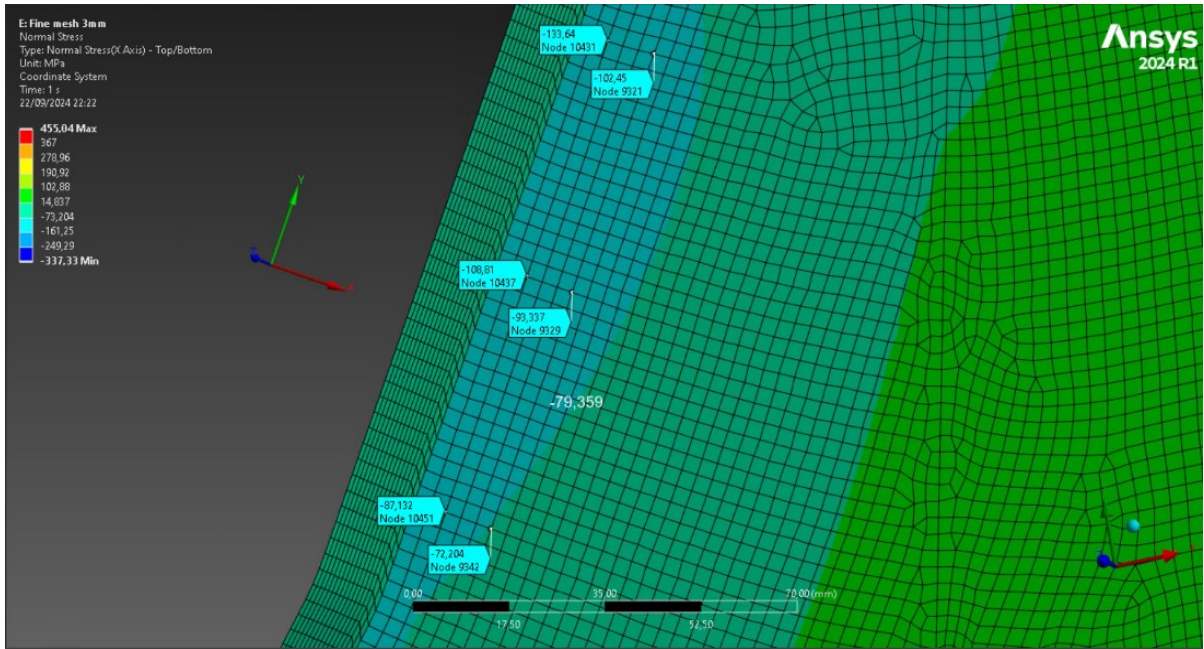 E: Fine mesh 3mm
Normal Stress
Type: Normal Stress(X Axis) - Top/Bottom
Unit: MPa
Coordinate System
Time: 1 s
22/09/2024 22:22
455,04 Max
367
278,96
190,92
102,88
14,837
-73,204
-161,25
-249,29
-337,33 Min
Ansys
2024 R1
-133,64
Node 10431
-102,45
Node 9321
Y
X
Z
-108,81
Node 10437
-93,337
Node 9329
-79,359
-87,132
Node 10451
-72,204
Node 9342
0,00
35,00
70,00 (mm)
17,50
52,50